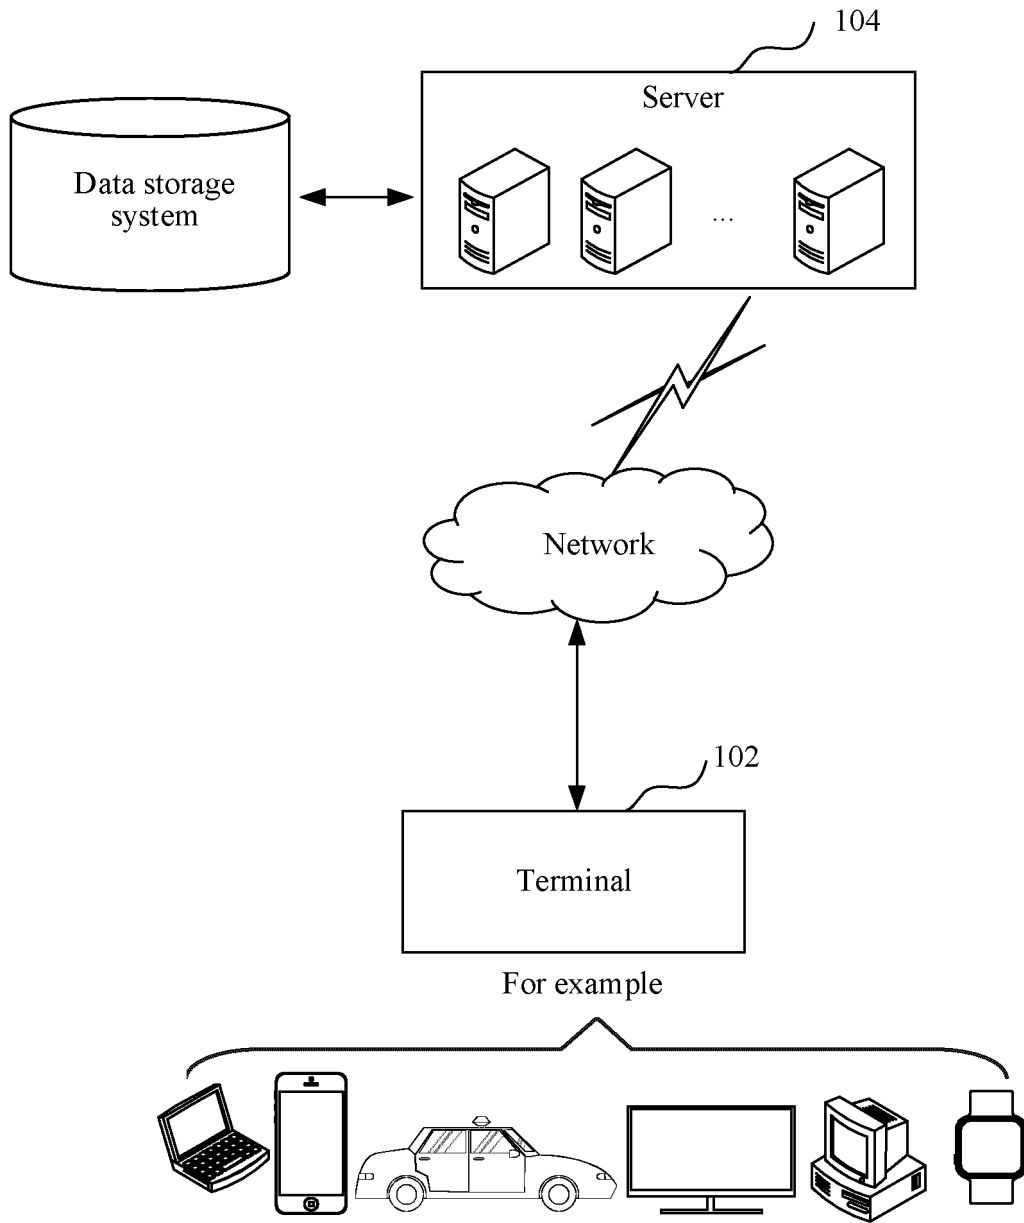 104
Server
Data storage
system
...
Network
102
Terminal
For example